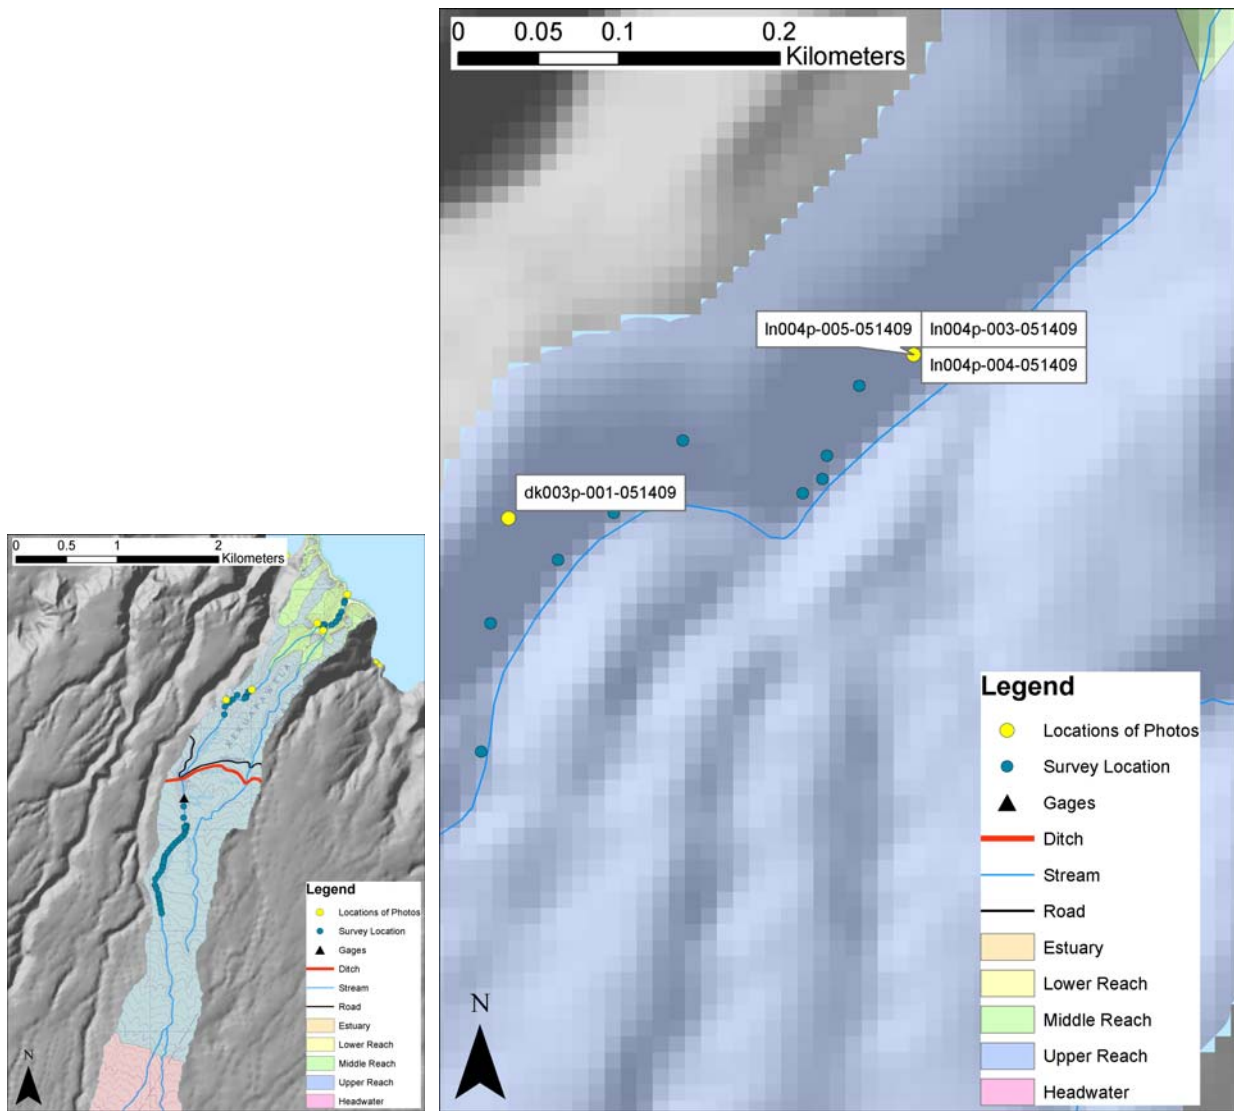 0 0.5 1 2
Kilometers
N
Legend
Locations of Photos
Survey Location
Gages
Ditch
Stream
Road
Estuary
Lower Reach
Middle Reach
Upper Reach
Headwater
0 0.05 0.1 0.2
Kilometers
ln004p-005-051409
ln004p-003-051409
ln004p-004-051409
dk003p-001-051409
N
Legend
Locations of Photos
Survey Location
Gages
Ditch
Stream
Road
Estuary
Lower Reach
Middle Reach
Upper Reach
Headwater